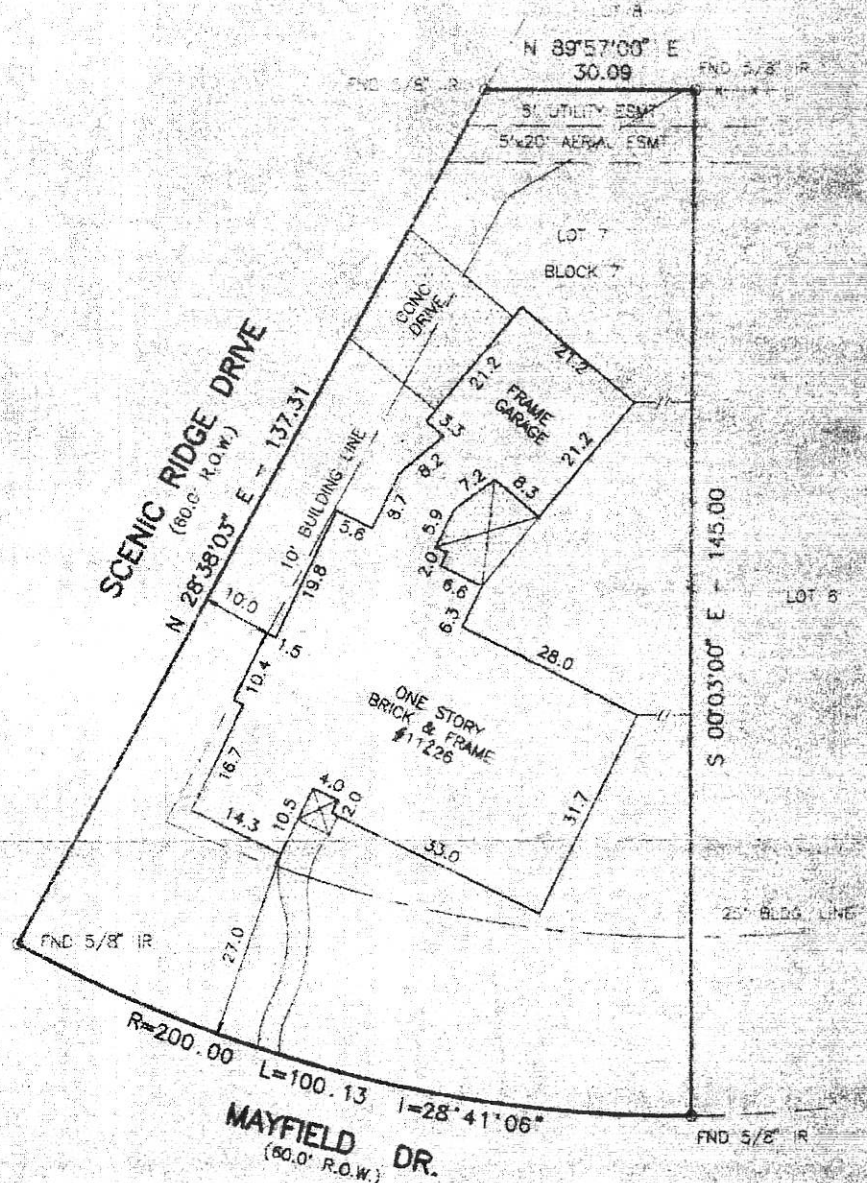 LOT 8
N 89°57'00" E
30.09
FND 5/8" IR
FND 5/8" IR
5' UTILITY ESMT
5'x20' AERIAL ESMT
LOT 7
BLOCK 7
CONC
DRIVE
21.2
21.2
FRAME
GARAGE
21.2
3.3
8.2
8.7
7.2
8.3
5.9
2.0
6.6
6.3
5.6
19.8
10' BUILDING LINE
SCENIC RIDGE DRIVE
(60.0' R.O.W.)
N 28°38'03" E - 137.31
S 00°03'00" E - 145.00
LOT 6
10.0
1.5
10.4
28.0
ONE STORY
BRICK & FRAME
#11226
16.7
4.0
2.0
10.5
14.3
33.0
31.7
25' BLDG LINE
27.0
FND 5/8" IR
R=200.00 L=100.13 I=28°41'06"
MAYFIELD DR.
(60.0' R.O.W.)
FND 5/8" IR